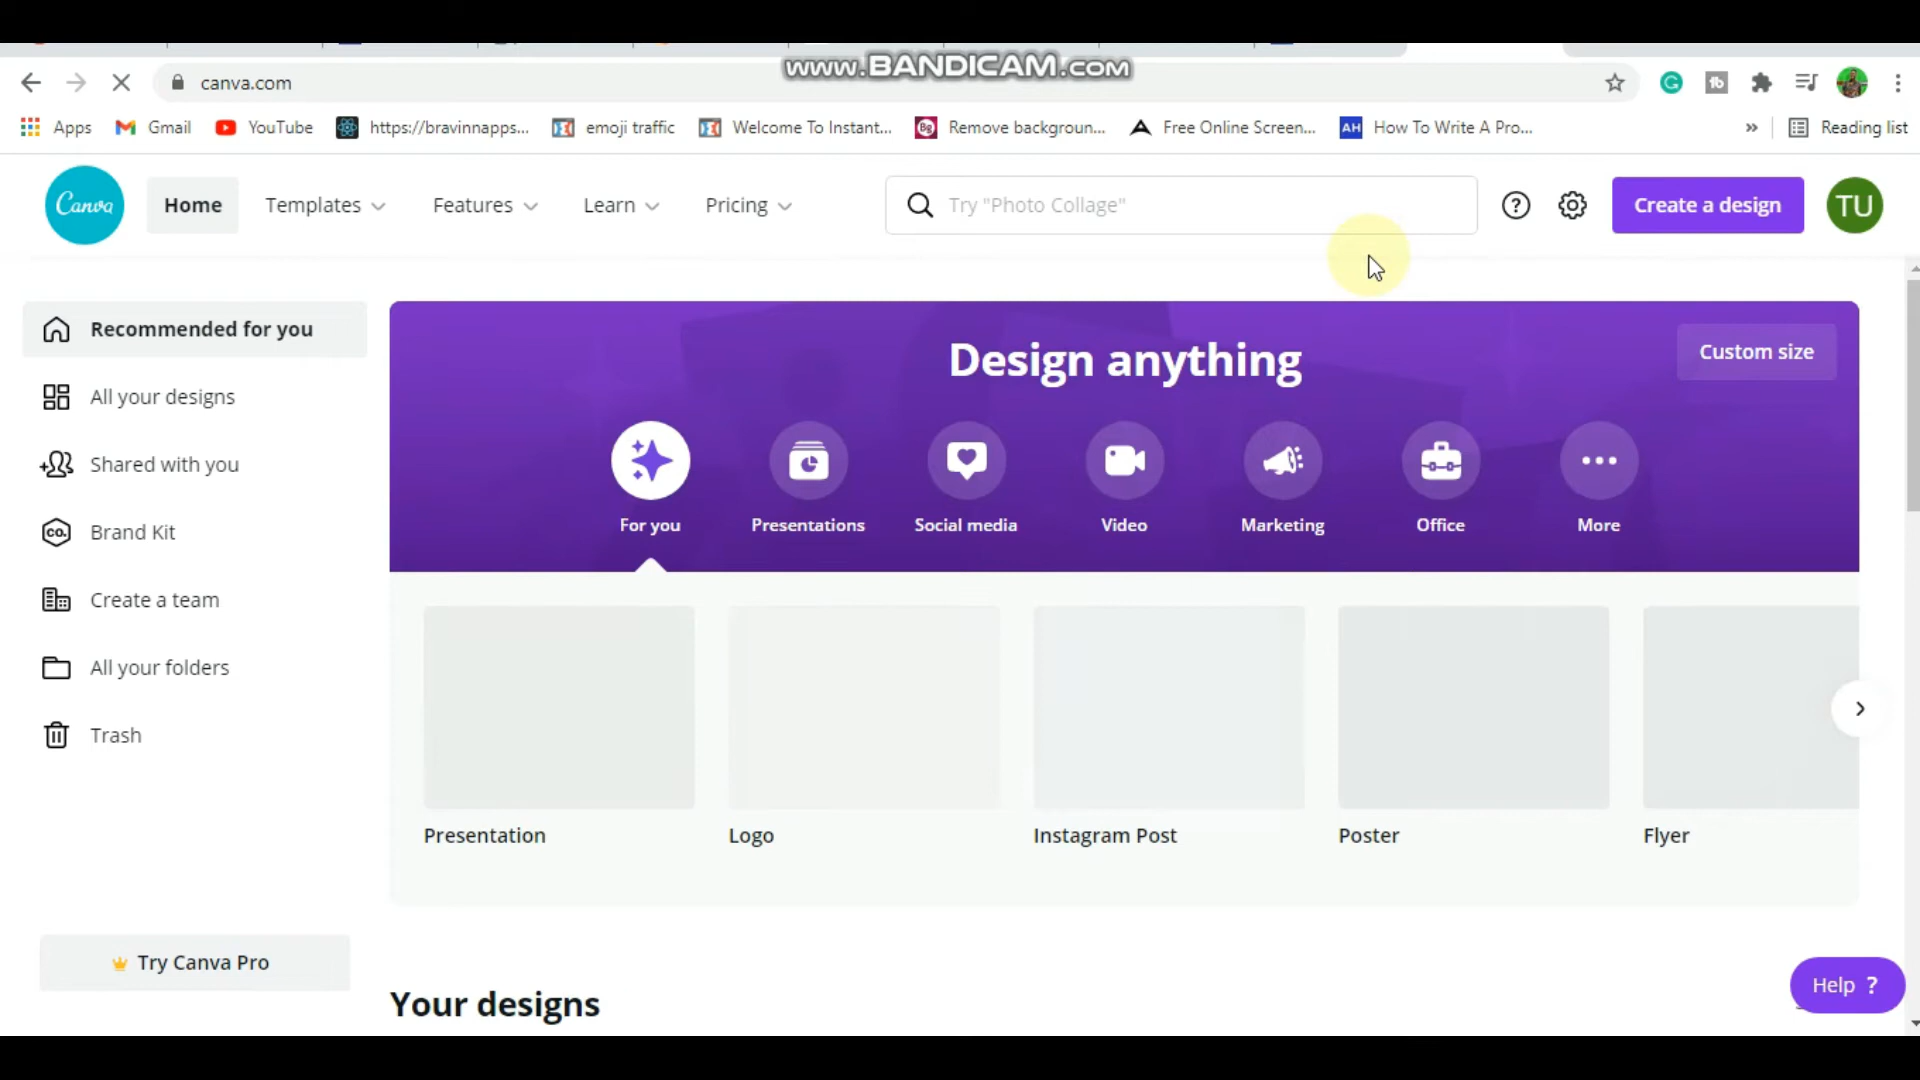 www.BANDICAM.com
canva.com
Apps
Gmail
YouTube
https://bravinnapps...
emoji traffic
Welcome To Instant...
Bg
Remove backgroun...
Free Online Screen...
AH
How To Write A Pro...
»
Reading list
Canva
Home
Templates
Features
Learn
Pricing
Try "Photo Collage"
Create a design
TU
Recommended for you
All your designs
Shared with you
CO.
Brand Kit
Create a team
All your folders
Trash
Try Canva Pro
Design anything
Custom size
For you
Presentations
Social media
Video
Marketing
Office
More
Presentation
Logo
Instagram Post
Poster
Flyer
Your designs
Help ?